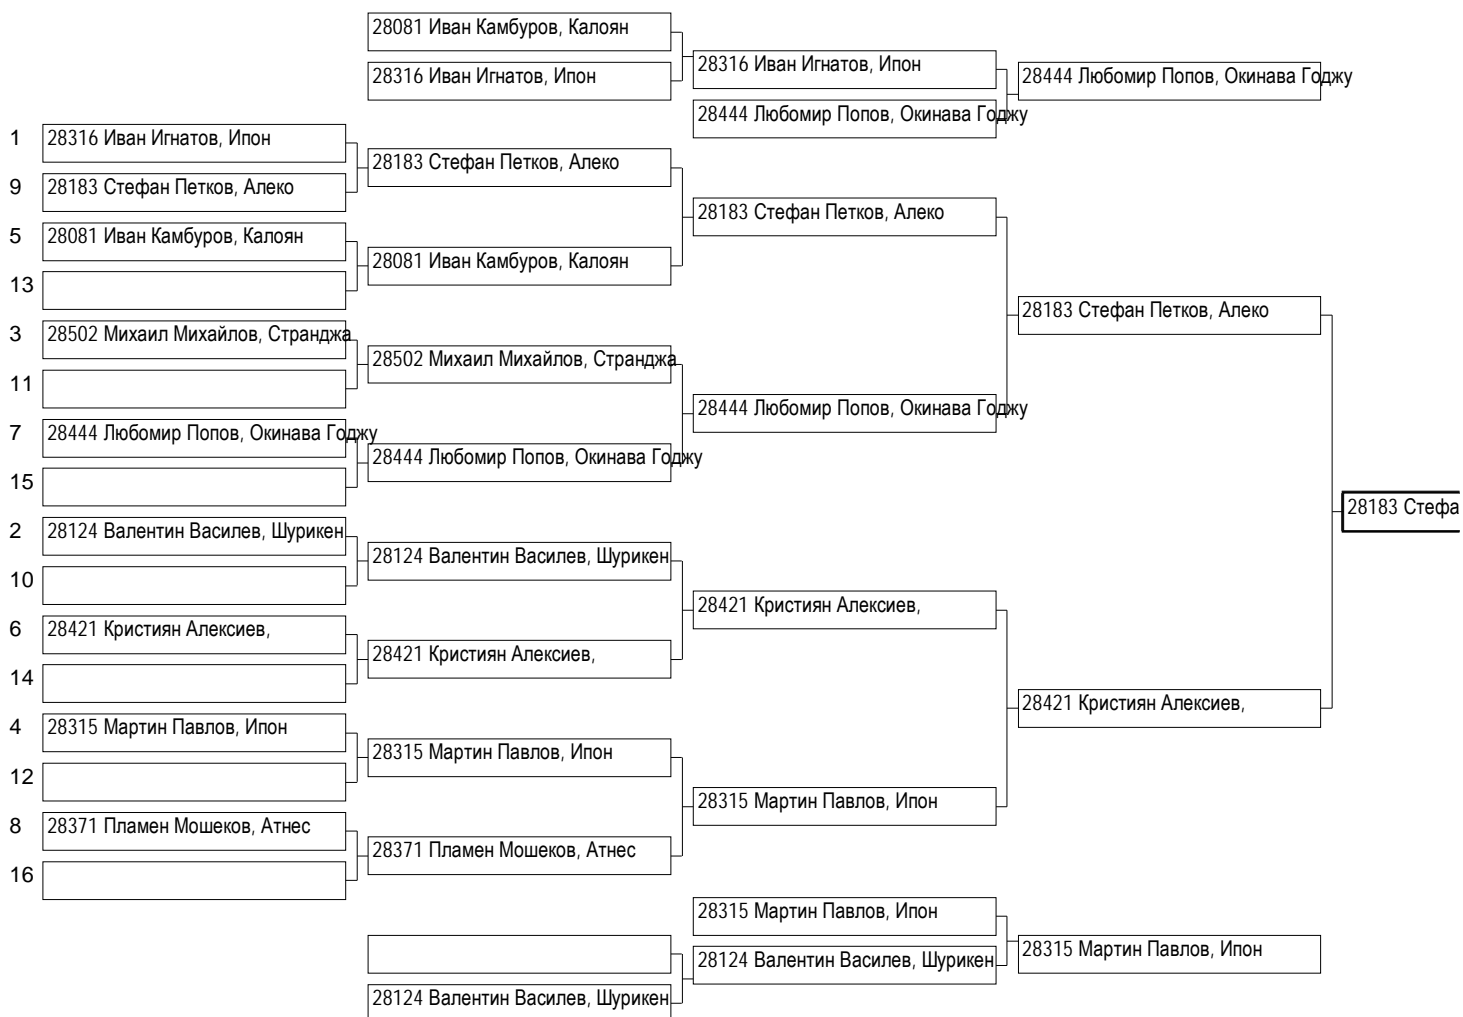 28081 Иван Камбуров, Калоян
28316 Иван Игнатов, Ипон
28316 Иван Игнатов, Ипон
28444 Любомир Попов, Окинава Годжу
28444 Любомир Попов, Окинава Годжу
1 28316 Иван Игнатов, Ипон
9 28183 Стефан Петков, Алеко
5 28081 Иван Камбуров, Калоян
13
3 28502 Михаил Михайлов, Странджа
11
7 28444 Любомир Попов, Окинава Годжу
15
2 28124 Валентин Василев, Шурикен
10
6 28421 Кристиян Алексиев,
14
4 28315 Мартин Павлов, Ипон
12
8 28371 Пламен Мошеков, Атнес
16
28183 Стефан Петков, Алеко
28081 Иван Камбуров, Калоян
28502 Михаил Михайлов, Странджа
28444 Любомир Попов, Окинава Годжу
28124 Валентин Василев, Шурикен
28421 Кристиян Алексиев,
28315 Мартин Павлов, Ипон
28371 Пламен Мошеков, Атнес
28183 Стефан Петков, Алеко
28444 Любомир Попов, Окинава Годжу
28421 Кристиян Алексиев,
28315 Мартин Павлов, Ипон
28183 Стефан Петков, Алеко
28421 Кристиян Алексиев,
28183 Стефа
28124 Валентин Василев, Шурикен
28315 Мартин Павлов, Ипон
28124 Валентин Василев, Шурикен
28315 Мартин Павлов, Ипон